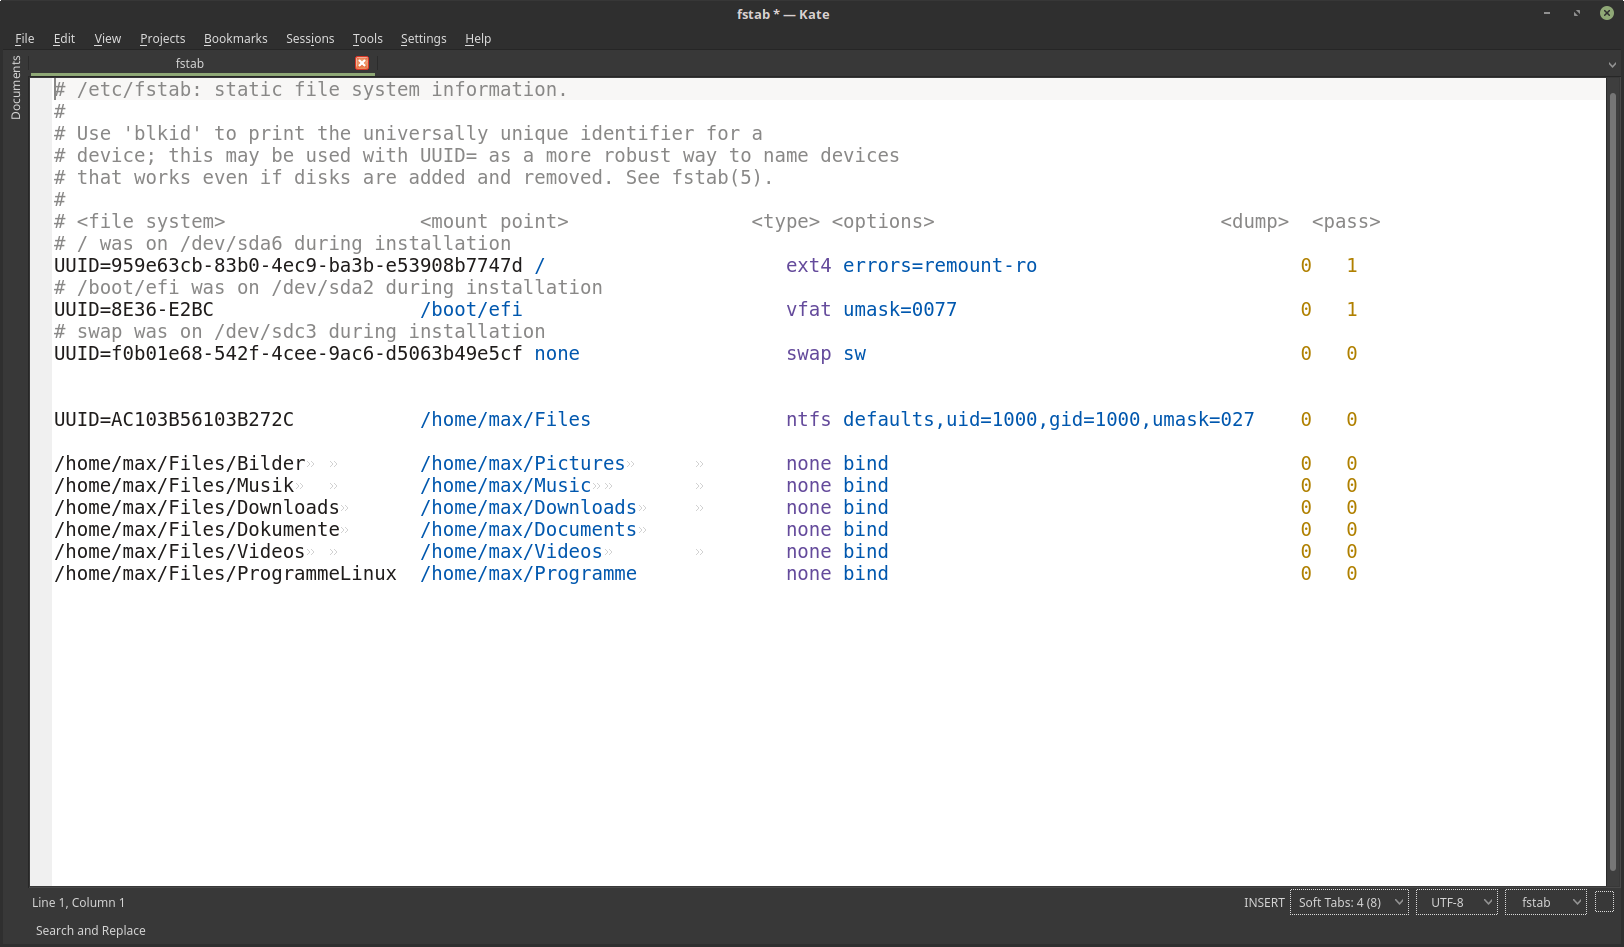 fstab * — Kate
File Edit View Projects Bookmarks Sessions Tools Settings Help
Documents
fstab
# /etc/fstab: static file system information.
#
# Use 'blkid' to print the universally unique identifier for a
# device; this may be used with UUID= as a more robust way to name devices
# that works even if disks are added and removed. See fstab(5).
#
# <file system>                 <mount point>                <type> <options>                         <dump>  <pass>
# / was on /dev/sda6 during installation
UUID=959e63cb-83b0-4ec9-ba3b-e53908b7747d /                     ext4 errors=remount-ro                       0   1
# /boot/efi was on /dev/sda2 during installation
UUID=8E36-E2BC                  /boot/efi                       vfat umask=0077                              0   1
# swap was on /dev/sdc3 during installation
UUID=f0b01e68-542f-4cee-9ac6-d5063b49e5cf none                  swap sw                                      0   0
UUID=AC103B56103B272C           /home/max/Files                 ntfs defaults,uid=1000,gid=1000,umask=027    0   0
/home/max/Files/Bilder» »       /home/max/Pictures»     »       none bind                                    0   0
/home/max/Files/Musik»  »       /home/max/Music»»       »       none bind                                    0   0
/home/max/Files/Downloads»      /home/max/Downloads»    »       none bind                                    0   0
/home/max/Files/Dokumente»      /home/max/Documents»            none bind                                    0   0
/home/max/Files/Videos» »       /home/max/Videos»       »       none bind                                    0   0
/home/max/Files/ProgrammeLinux  /home/max/Programme             none bind                                    0   0
Line 1, Column 1 INSERT Soft Tabs: 4 (8) UTF-8 fstab
Search and Replace